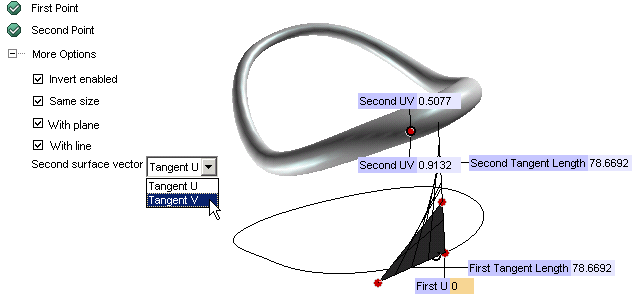 First Point
Second Point
More Options
Invert enabled
Same size
With plane
With line
Second surface vector Tangent U
Tangent U
Tangent V
Second UV 0.5077
Second UV 0.9132
Second Tangent Length 78.6692
First Tangent Length 78.6692
First U 0